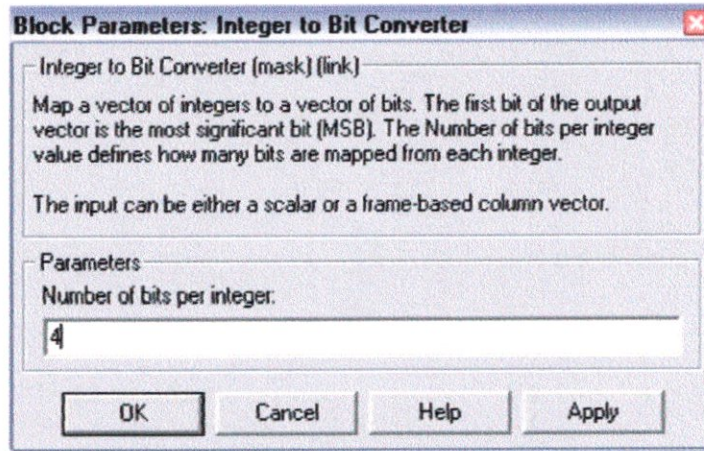 Block Parameters: Integer to Bit Converter
Integer to Bit Converter (mask) (link)
Map a vector of integers to a vector of bits. The first bit of the output
vector is the most significant bit (MSB). The Number of bits per integer
value defines how many bits are mapped from each integer.
The input can be either a scalar or a frame-based column vector.
Parameters
Number of bits per integer:
4
OK Cancel Help Apply